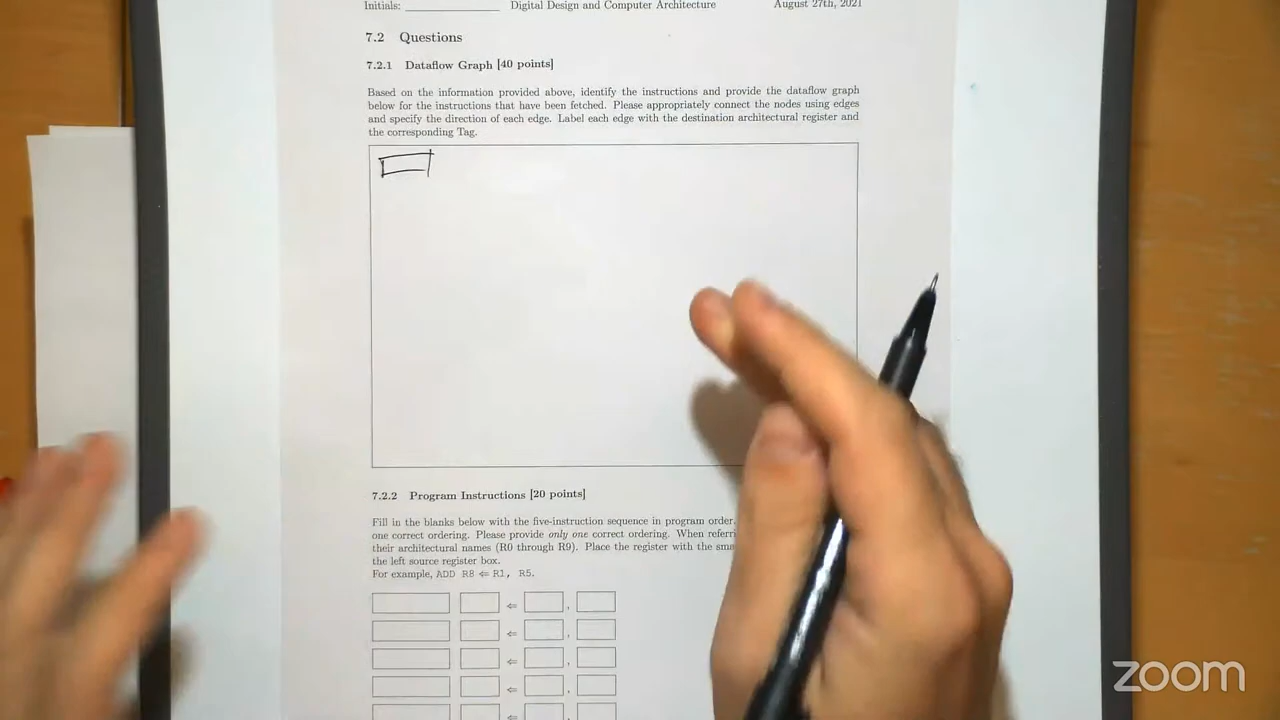 Initials: Digital Design and Computer Architecture August 27th, 2021
7.2 Questions
7.2.1 Dataflow Graph [40 points]
Based on the information provided above, identify the instructions and provide the dataflow graph
below for the instructions that have been fetched. Please appropriately connect the nodes using edges
and specify the direction of each edge. Label each edge with the destination architectural register and
the corresponding Tag.
7.2.2 Program Instructions [20 points]
Fill in the blanks below with the five-instruction sequence in program order.
one correct ordering. Please provide only one correct ordering. When
their architectural names (R0 through R9). Place the register with the
the left source register box.
For example, ADD R8 ⇐ R1, R5.
⇐ ,
⇐ ,
⇐ ,
⇐ ,
⇐ ,
zoom